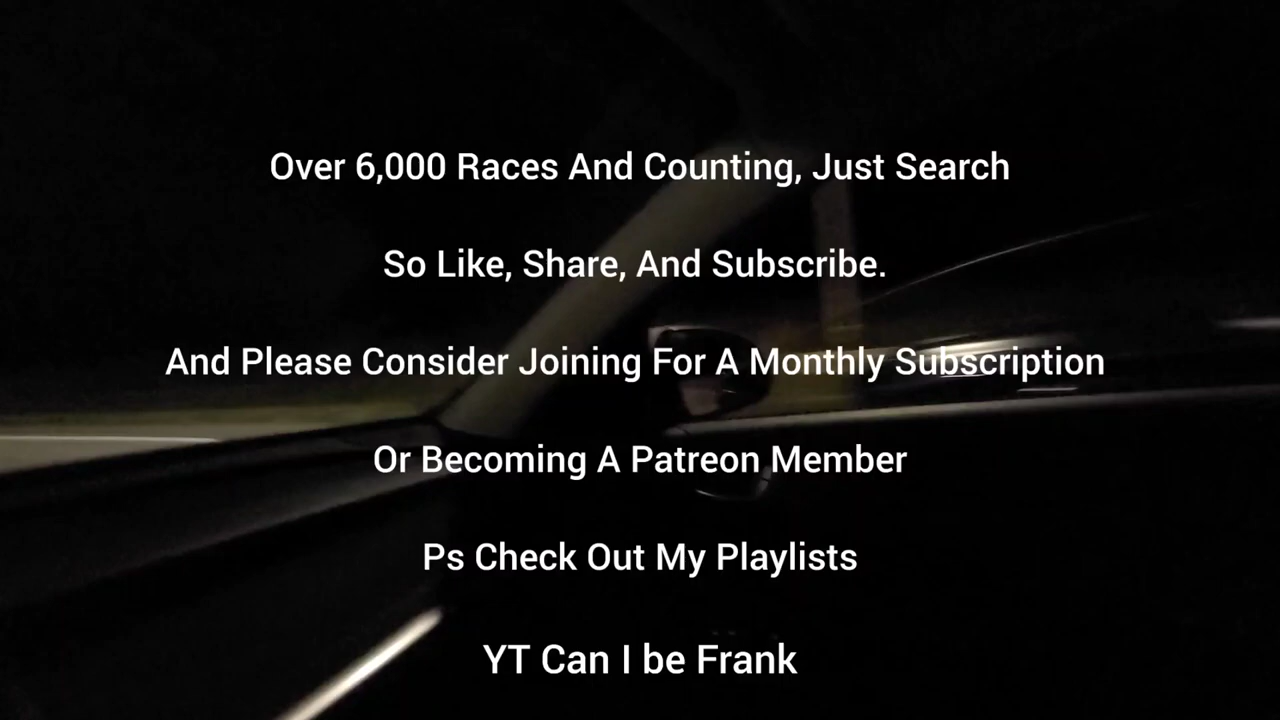 Over 6,000 Races And Counting, Just Search
So Like, Share, And Subscribe.
And Please Consider Joining For A Monthly Subscription
Or Becoming A Patreon Member
Ps Check Out My Playlists
YT Can I be Frank